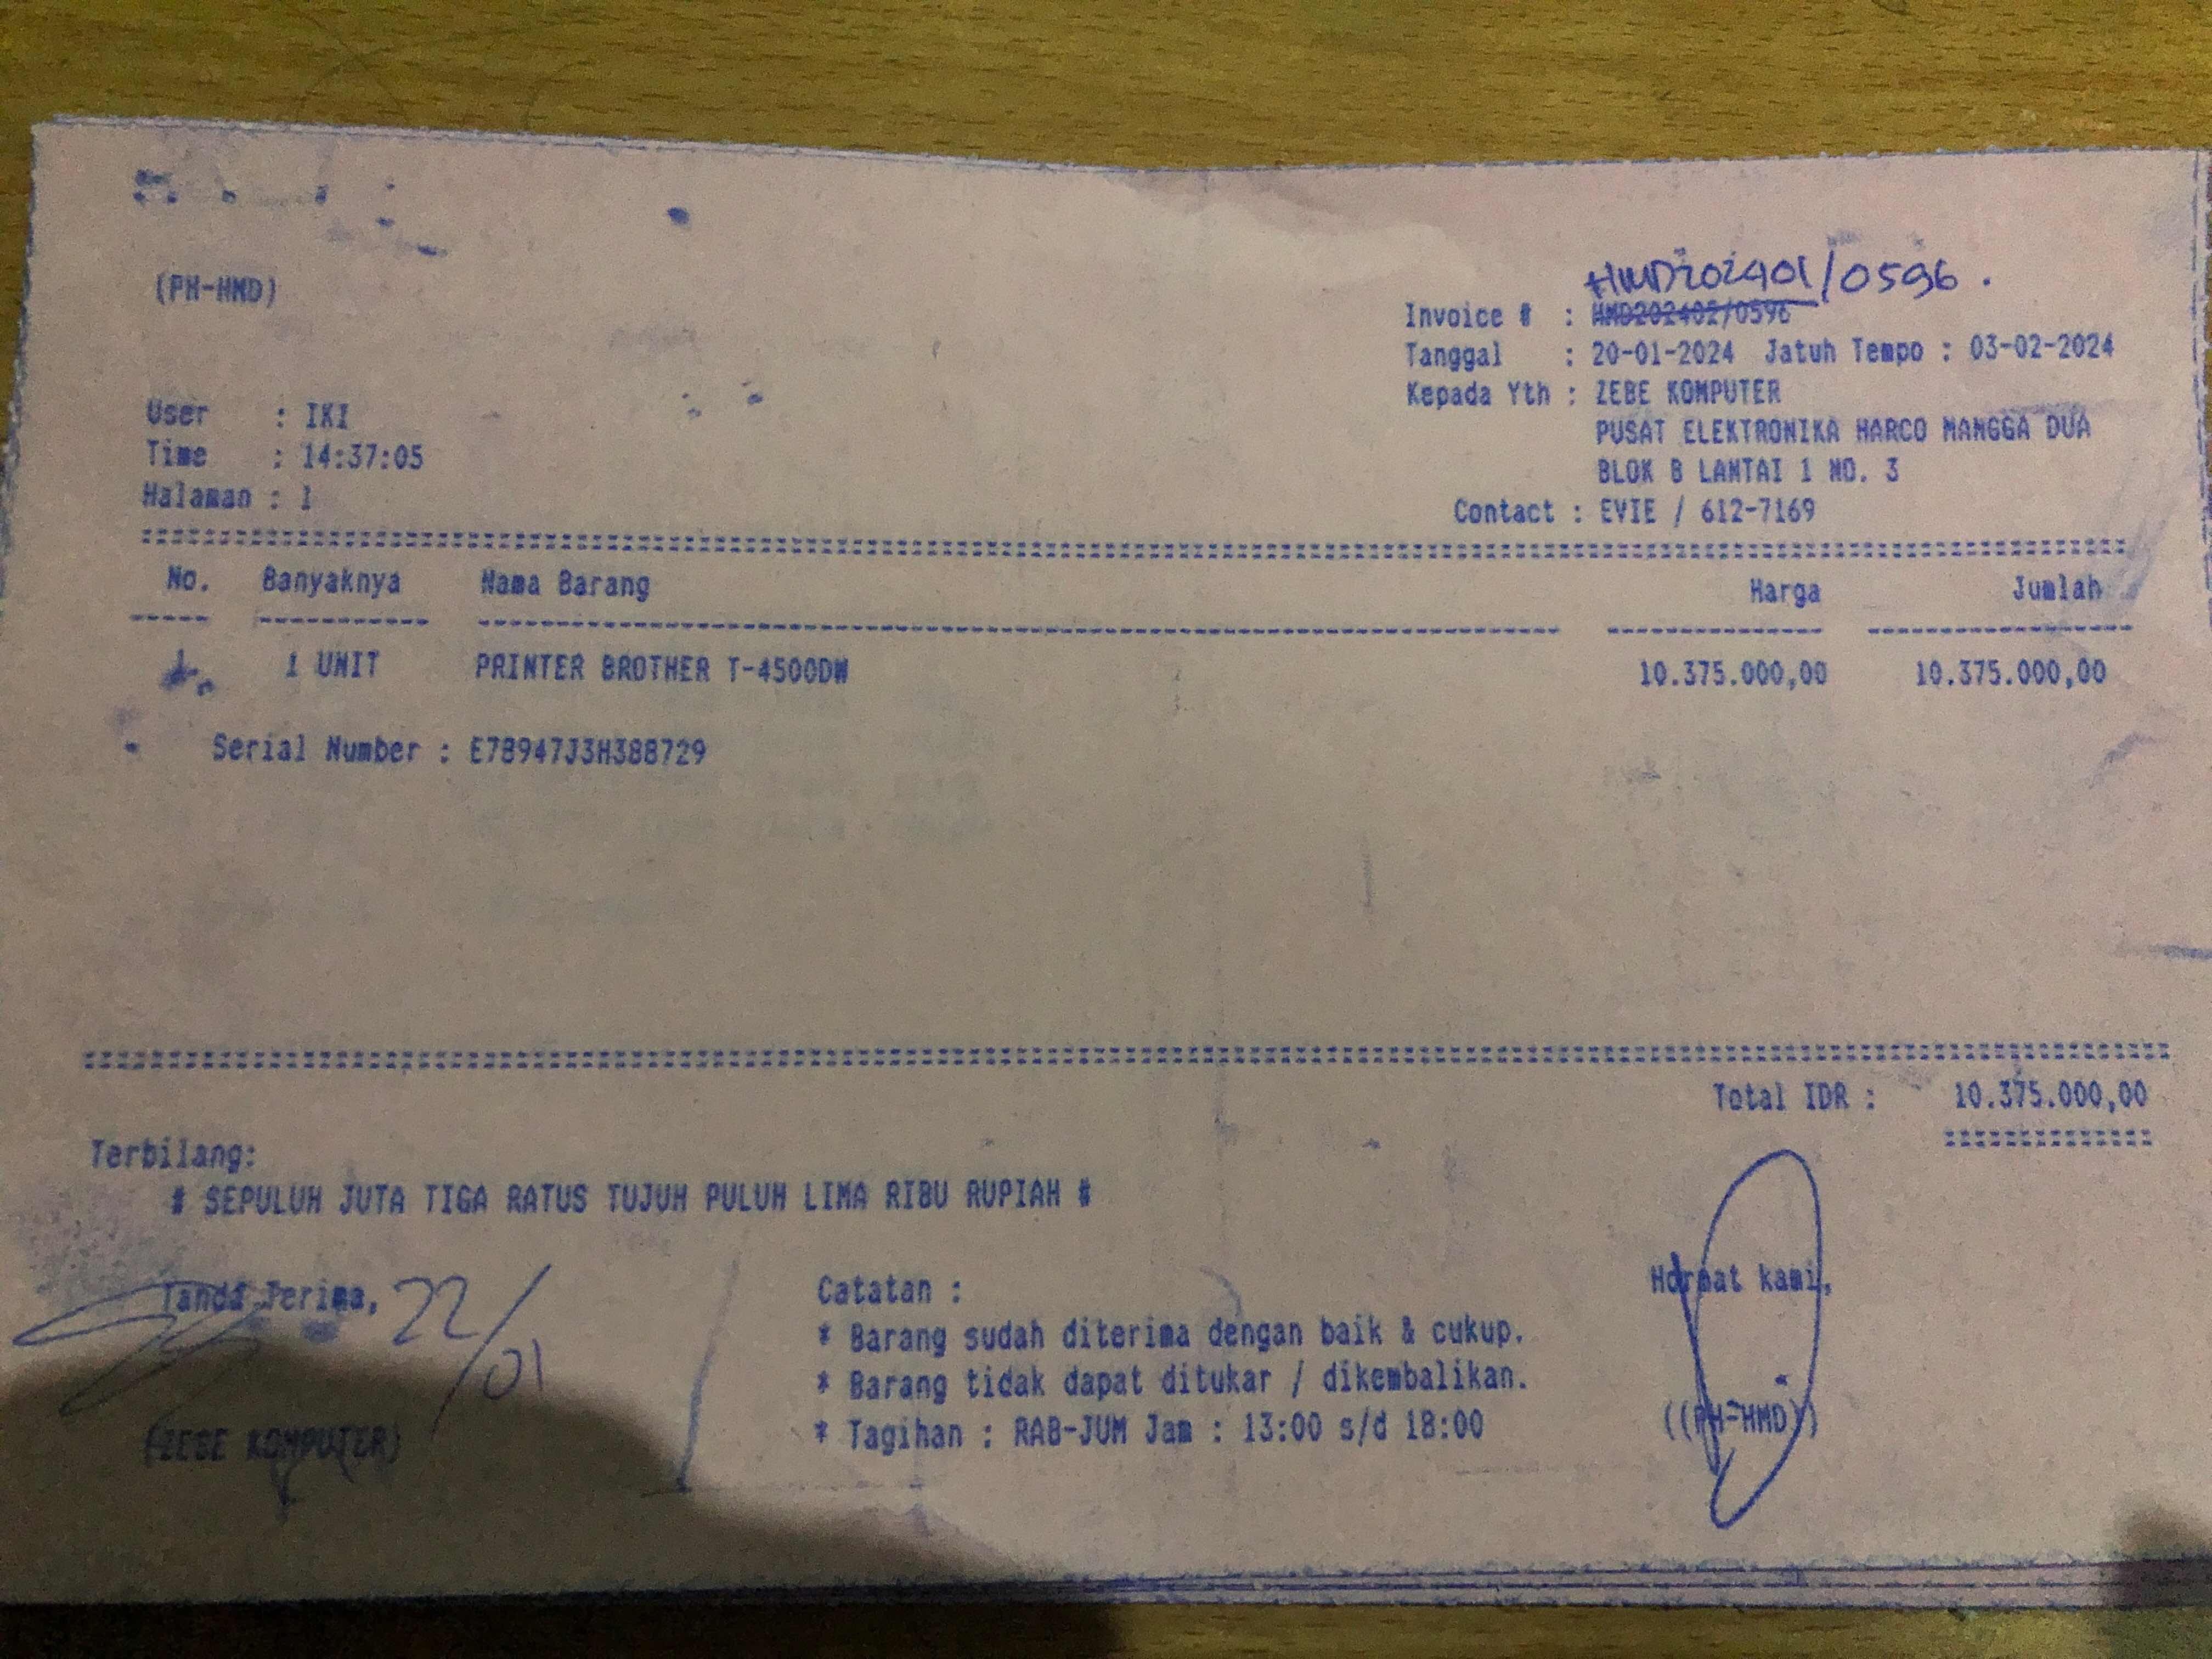 (PH-HMD)
HMD202401/0596.
Invoice # : HMD202402/0596
Tanggal : 20-01-2024 Jatuh Tempo : 03-02-2024
Kepada Yth : ZEBE KOMPUTER
PUSAT ELEKTRONIKA HARCO MANGGA DUA
BLOK B LANTAI 1 NO. 3
Contact : EVIE / 612-7169
User : IKI
Time : 14:37:05
Halaman : 1
No. Banyaknya Nama Barang Harga Jumlah
1. 1 UNIT PRINTER BROTHER T-4500DW 10.375.000,00 10.375.000,00
Serial Number : E78947J3H388729
Total IDR : 10.375.000,00
Terbilang:
# SEPULUH JUTA TIGA RATUS TUJUH PULUH LIMA RIBU RUPIAH #
Tanda Terima, 22/01
(ZEBE KOMPUTER)
Catatan :
* Barang sudah diterima dengan baik & cukup.
* Barang tidak dapat ditukar / dikembalikan.
* Tagihan : RAB-JUM Jam : 13:00 s/d 18:00
Hormat kami,
((PH-HMD))